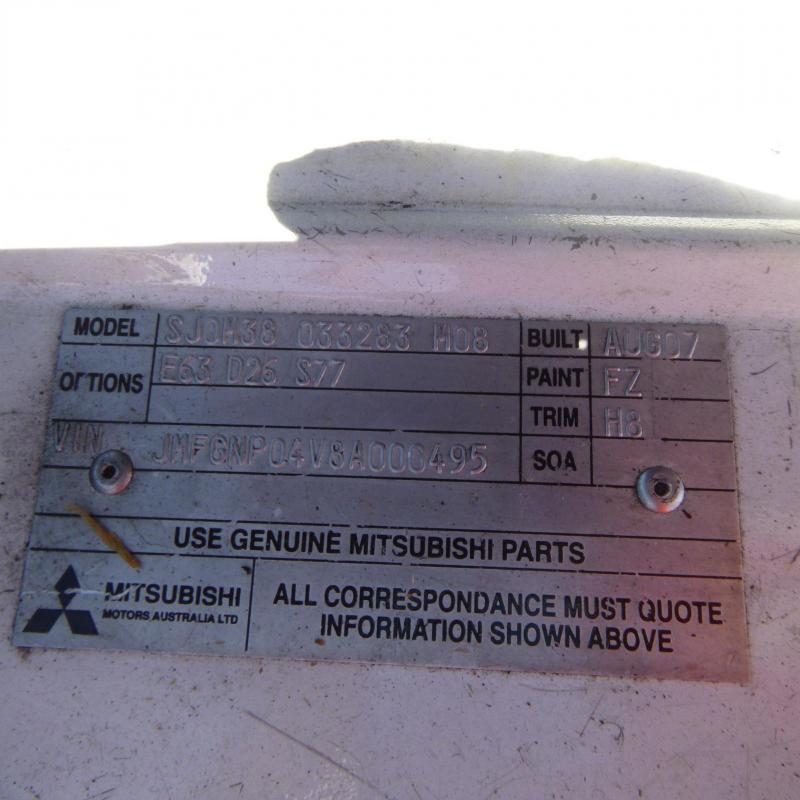 MODEL SJ0M38 033283 M08 BUILT AUG07
OPTIONS E63 D26 S77 PAINT FZ
TRIM H8
VIN JMFGNP04V8A000495 SOA
USE GENUINE MITSUBISHI PARTS
MITSUBISHI
MOTORS AUSTRALIA LTD
ALL CORRESPONDANCE MUST QUOTE
INFORMATION SHOWN ABOVE